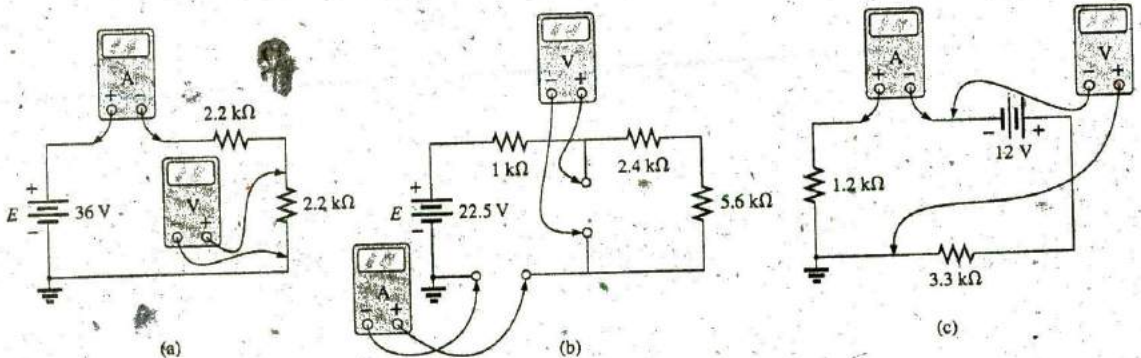 A
+ −
2.2 kΩ
V
− +
2.2 kΩ
+
E
36 V
−
(a)
V
− +
1 kΩ
2.4 kΩ
+
E
22.5 V
−
5.6 kΩ
A
− +
(b)
A
+ −
V
− +
− +
12 V
1.2 kΩ
3.3 kΩ
(c)